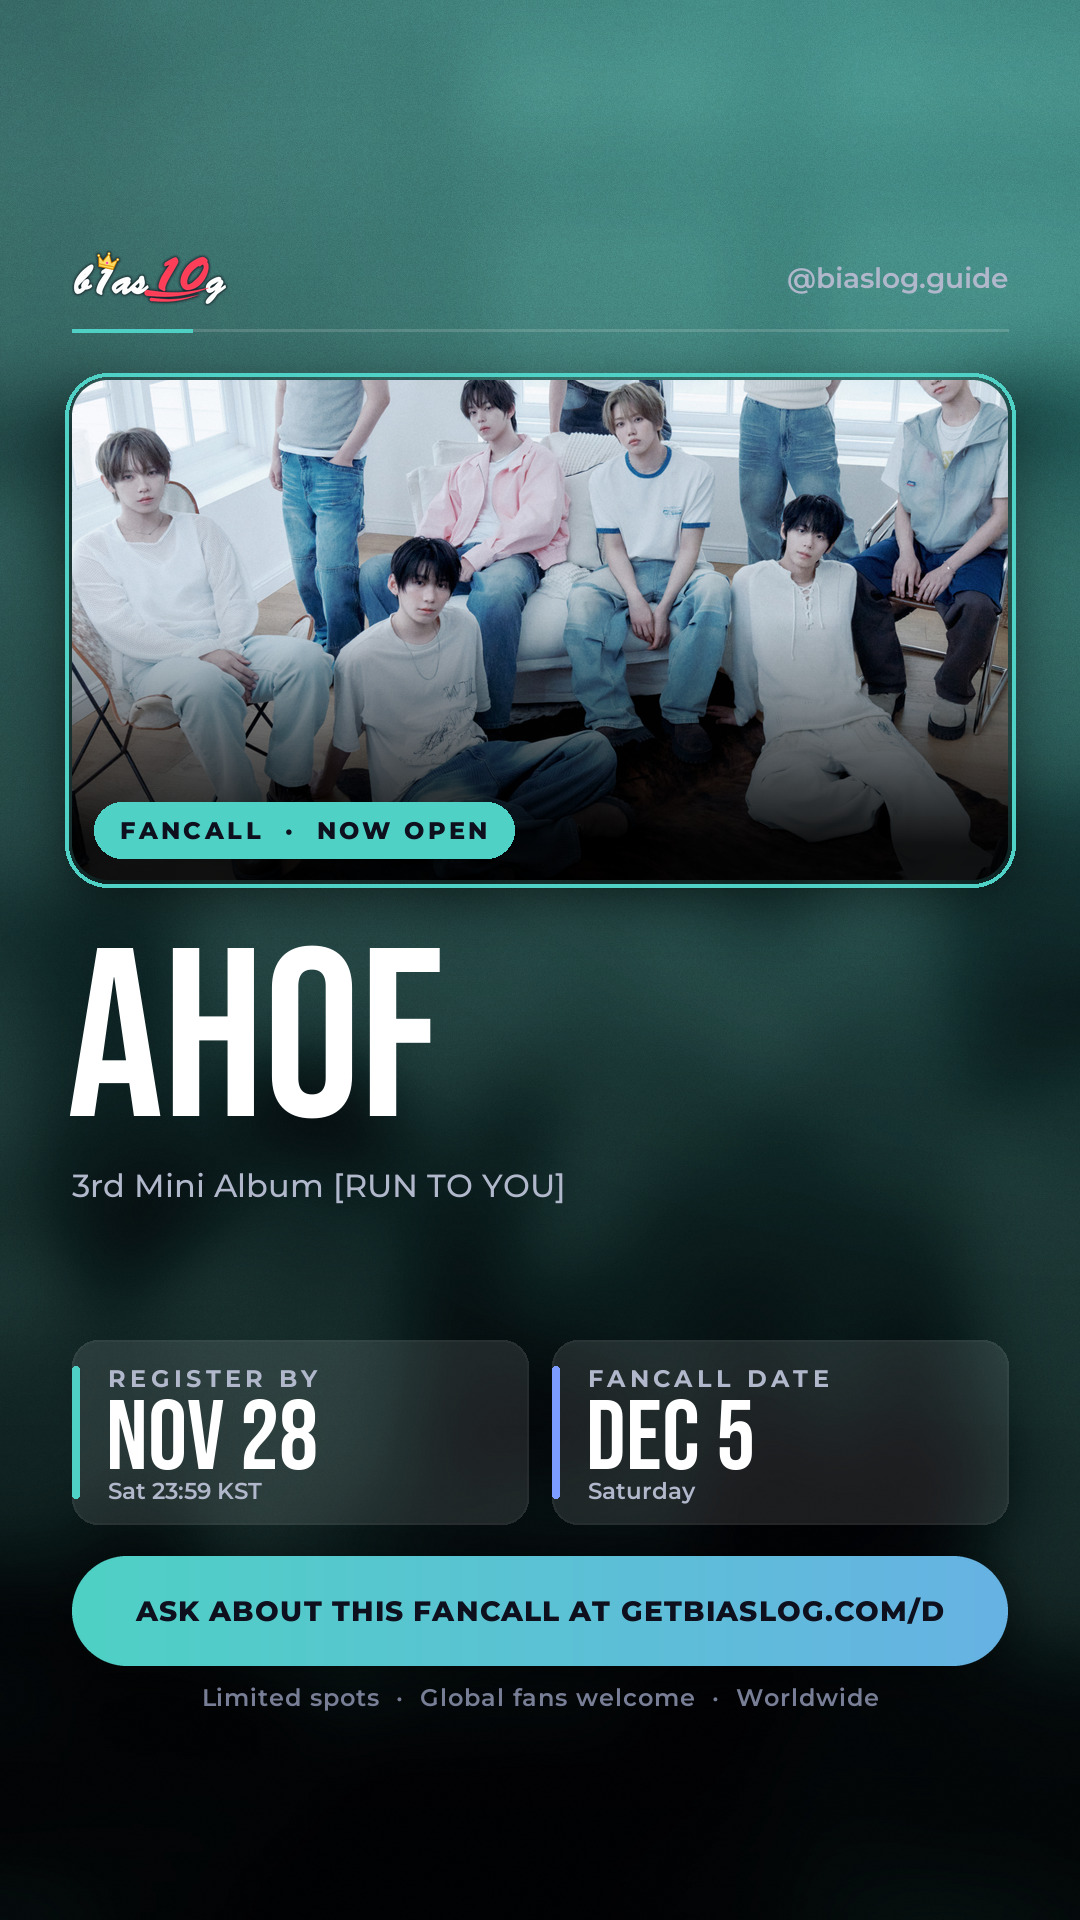 b1as10g
@biaslog.guide
FANCALL · NOW OPEN
AHOF
3rd Mini Album [RUN TO YOU]
REGISTER BY
NOV 28
Sat 23:59 KST
FANCALL DATE
DEC 5
Saturday
ASK ABOUT THIS FANCALL AT GETBIASLOG.COM/D
Limited spots · Global fans welcome · Worldwide